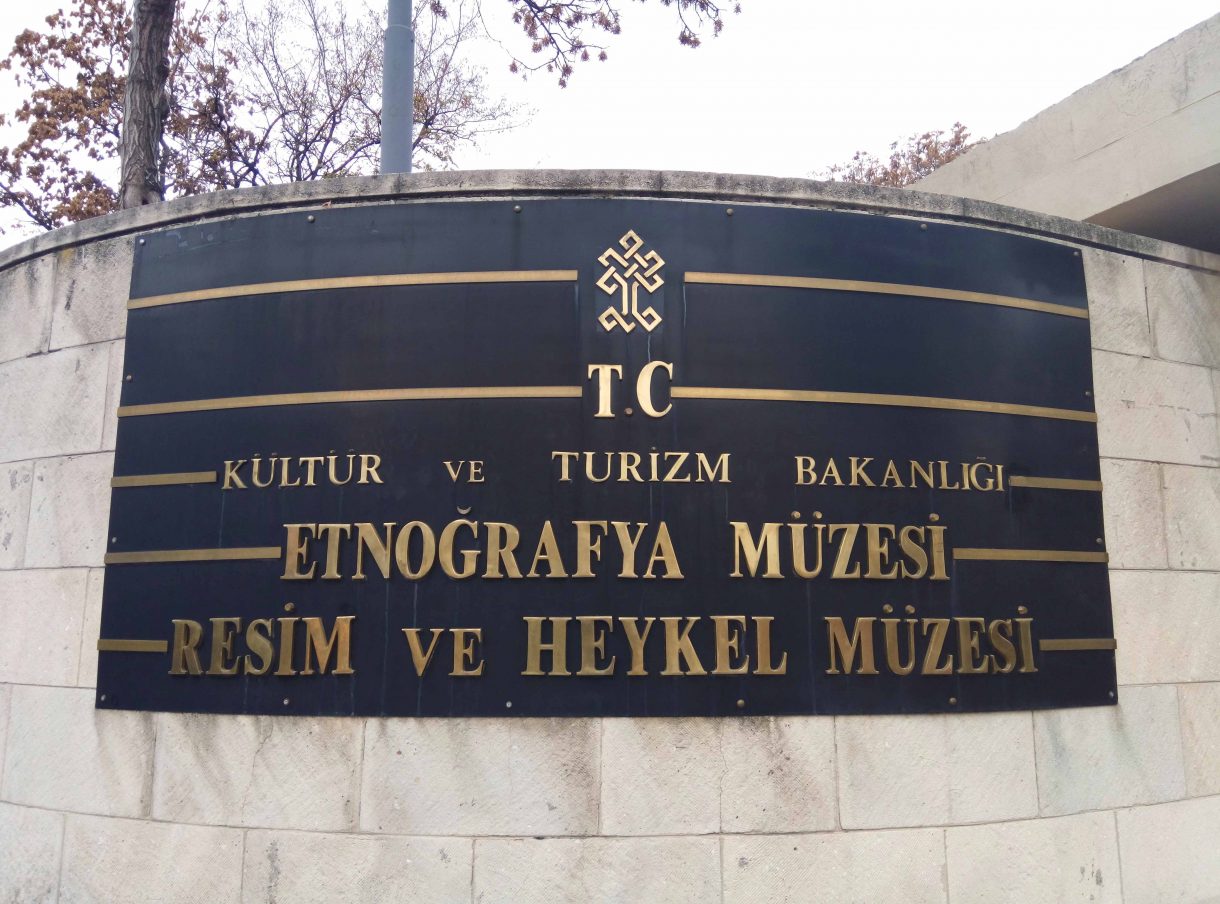 T.C
KÜLTÜR VE TURİZM BAKANLIĞI
ETNOĞRAFYA MÜZESİ
RESİM VE HEYKEL MÜZESİ